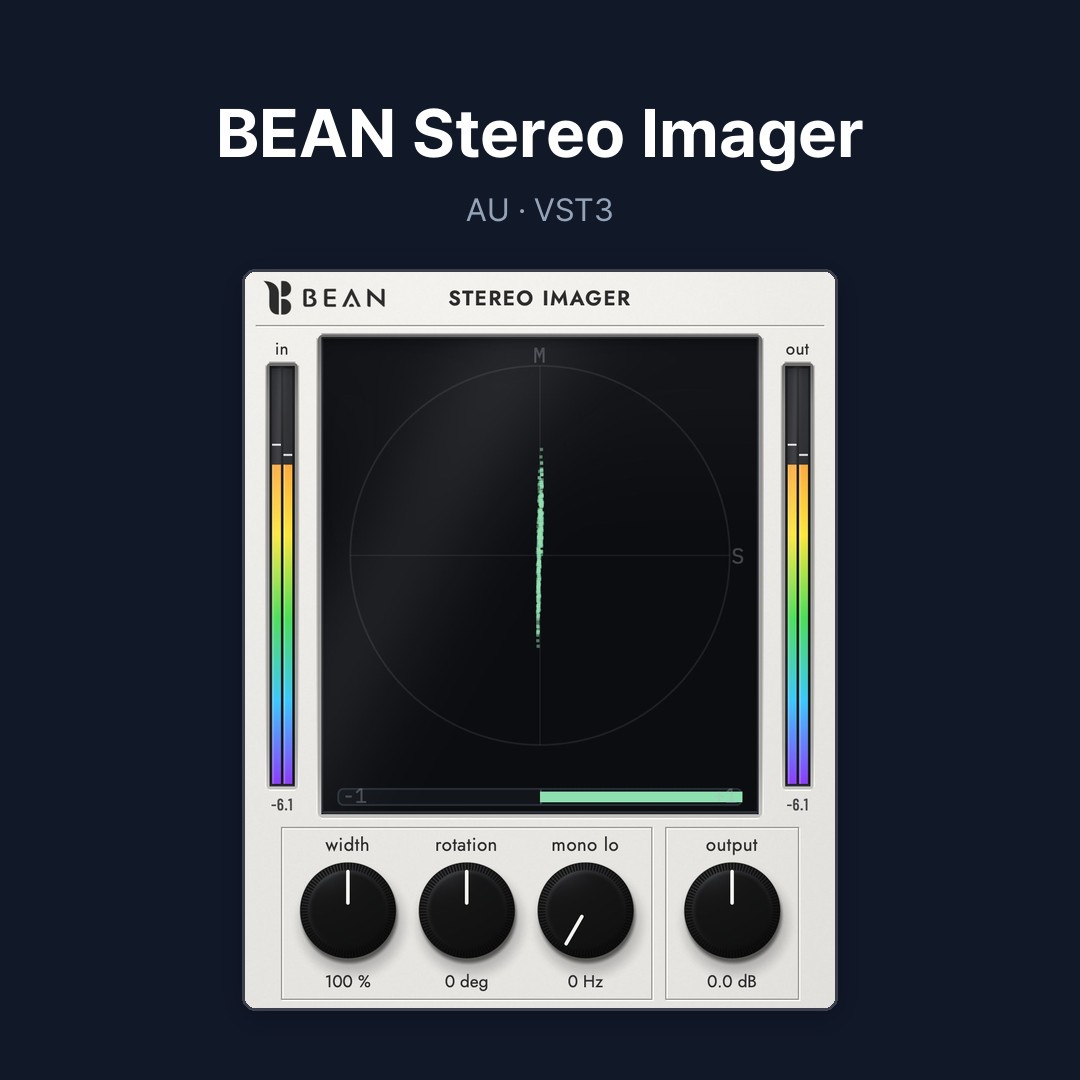 BEAN Stereo Imager
AU · VST3
BEAN STEREO IMAGER
in
out
M
S
-1
-6.1
-6.1
width rotation mono lo output
100 % 0 deg 0 Hz 0.0 dB